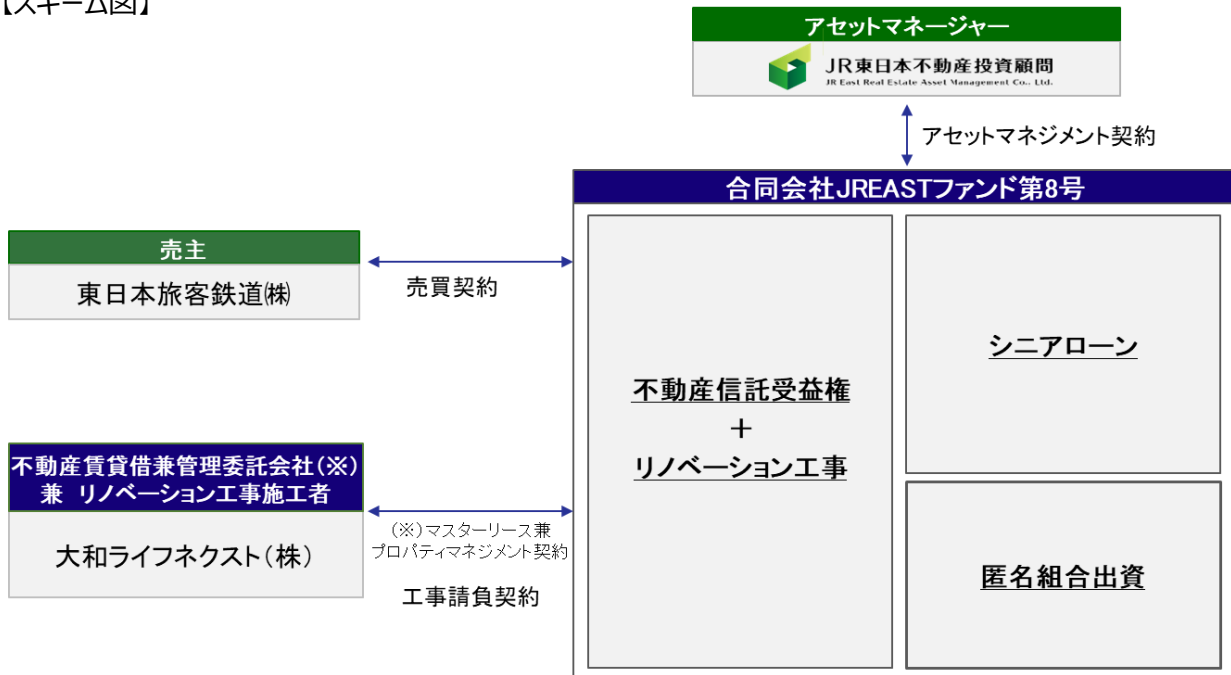 【スキーム図】
アセットマネージャー
JR東日本不動産投資顧問
JR East Real Estate Asset Management Co., Ltd.
アセットマネジメント契約
合同会社JREASTファンド第8号
売主
東日本旅客鉄道㈱
売買契約
不動産信託受益権
＋
リノベーション工事
シニアローン
匿名組合出資
不動産賃貸借兼管理委託会社(※)
兼 リノベーション工事施工者
大和ライフネクスト（株）
(※)マスターリース兼
プロパティマネジメント契約
工事請負契約